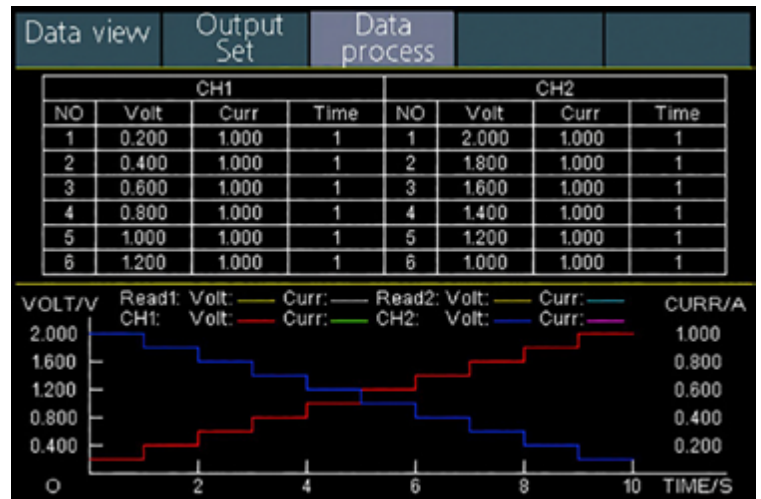 Data view Output Set Data process
CH1 CH2
NO Volt Curr Time NO Volt Curr Time
1 0.200 1.000 1 1 2.000 1.000 1
2 0.400 1.000 1 2 1.800 1.000 1
3 0.600 1.000 1 3 1.600 1.000 1
4 0.800 1.000 1 4 1.400 1.000 1
5 1.000 1.000 1 5 1.200 1.000 1
6 1.200 1.000 1 6 1.000 1.000 1
VOLT/V Read1: Volt: Curr: Read2: Volt: Curr: CURR/A
CH1: Volt: Curr: CH2: Volt: Curr:
2.000 1.000
1.600 0.800
1.200 0.600
0.800 0.400
0.400 0.200
O 2 4 6 8 10 TIME/S